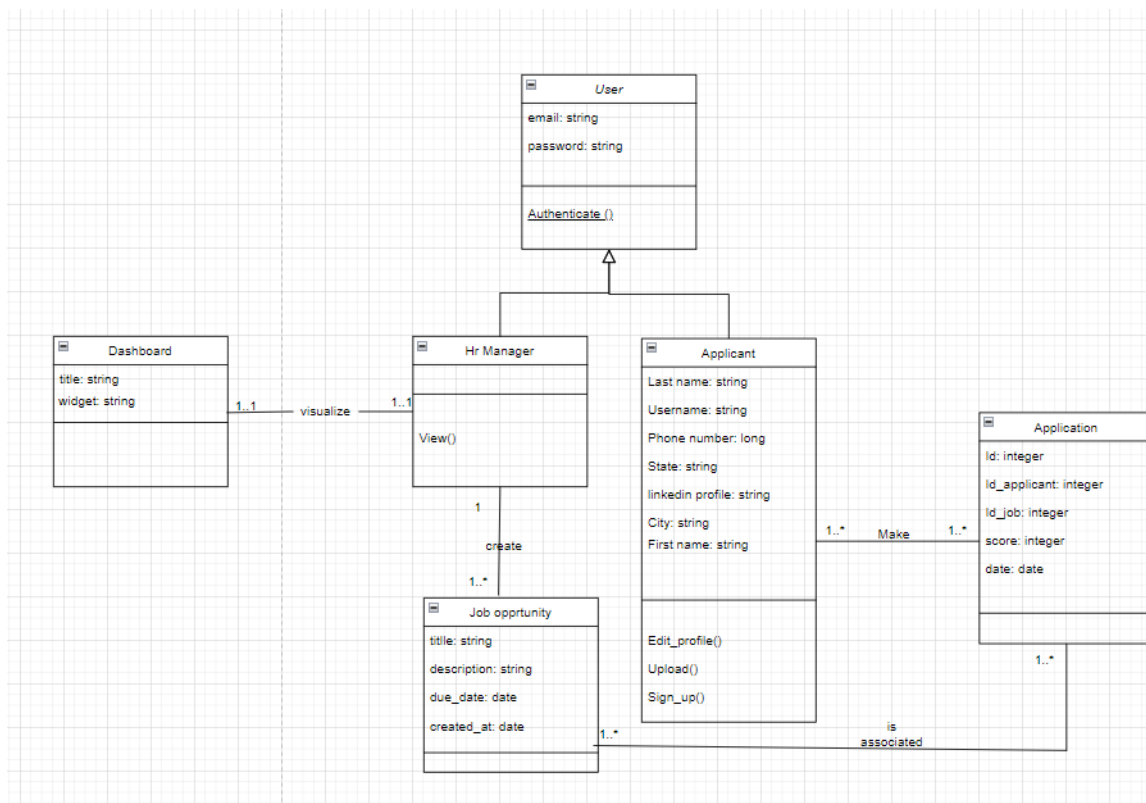 User
email: string
password: string
Authenticate ()
Dashboard
title: string
widget: string
1..1
visualize
1..1
Hr Manager
View()
1
create
1..*
Applicant
Last name: string
Username: string
Phone number: long
State: string
linkedin profile: string
City: string
First name: string
Edit_profile()
Upload()
Sign_up()
1..*
Make
1..*
Application
Id: integer
Id_applicant: integer
Id_job: integer
score: integer
date: date
1..*
Job opprtunity
titlle: string
description: string
due_date: date
created_at: date
1..*
is
associated